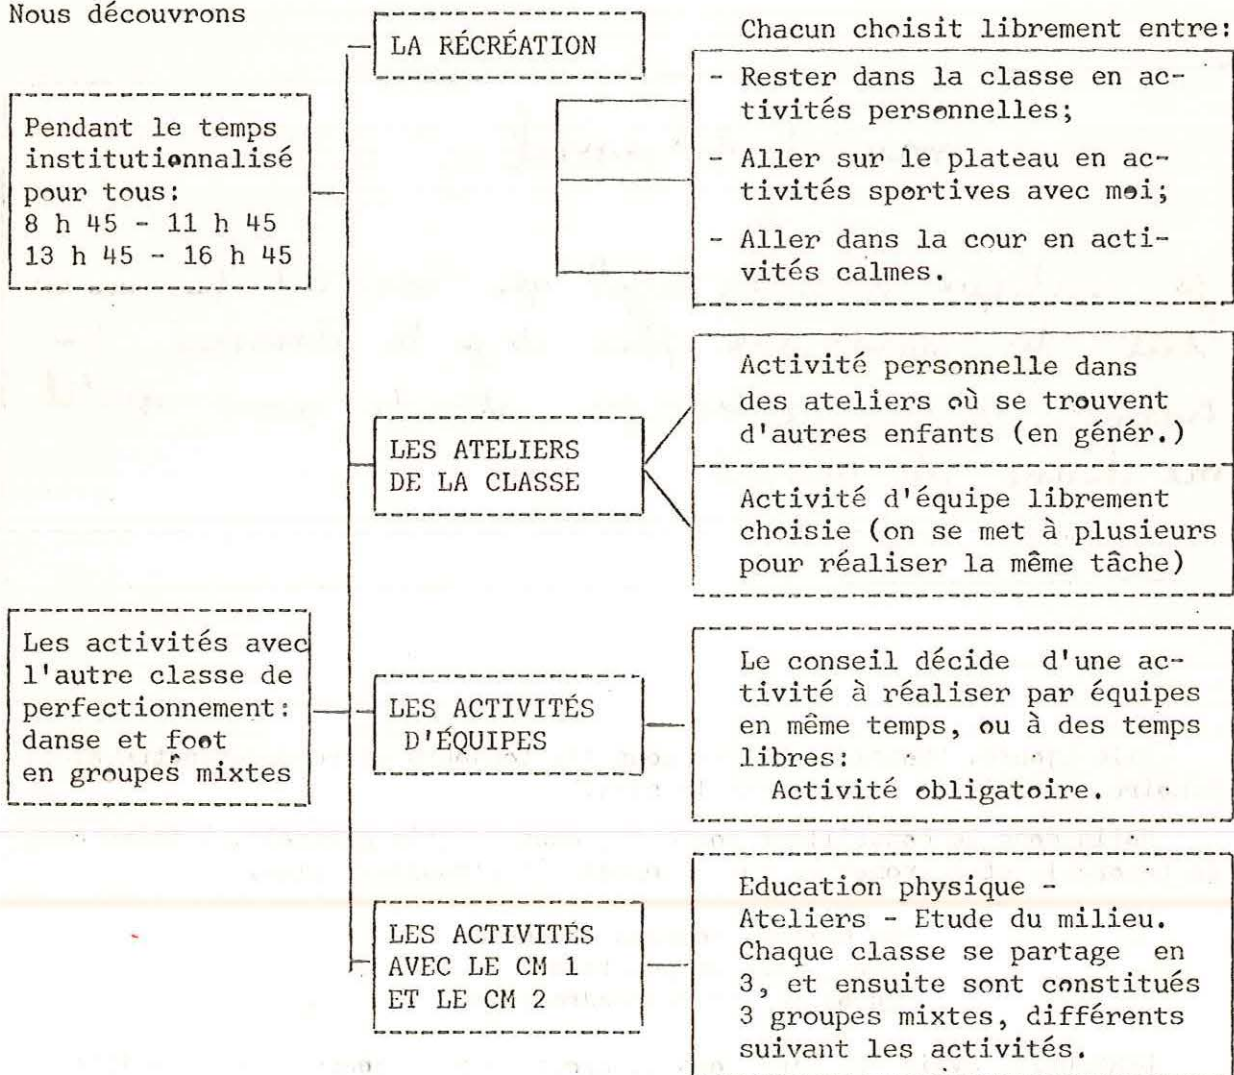 Nous découvrons
Pendant le temps
institutionnalisé
pour tous:
8 h 45 - 11 h 45
13 h 45 - 16 h 45
Les activités avec
l'autre classe de
perfectionnement:
danse et foot
en groupes mixtes
LA RÉCRÉATION
Chacun choisit librement entre:
- Rester dans la classe en ac-
tivités personnelles;
- Aller sur le plateau en ac-
tivités sportives avec moi;
- Aller dans la cour en acti-
vités calmes.
LES ATELIERS
DE LA CLASSE
Activité personnelle dans
des ateliers où se trouvent
d'autres enfants (en génér.)
Activité d'équipe librement
choisie (on se met à plusieurs
pour réaliser la même tâche)
LES ACTIVITÉS
D'ÉQUIPES
Le conseil décide d'une ac-
tivité à réaliser par équipes
en même temps, ou à des temps
libres:
Activité obligatoire.
LES ACTIVITÉS
AVEC LE CM 1
ET LE CM 2
Education physique -
Ateliers - Etude du milieu.
Chaque classe se partage en
3, et ensuite sont constitués
3 groupes mixtes, différents
suivant les activités.